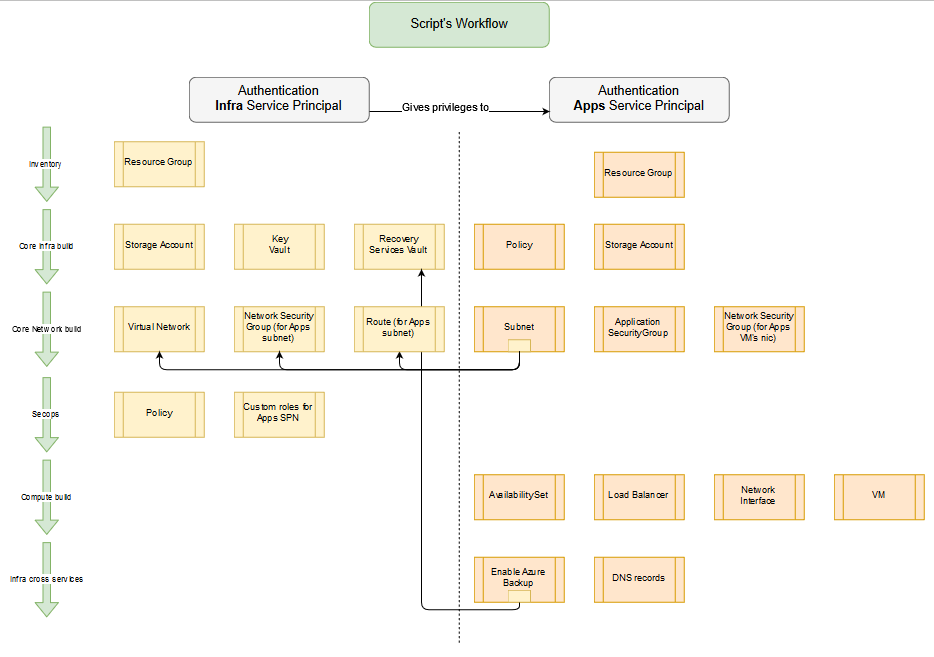 Script's Workflow
Authentication
Infra Service Principal
Gives privileges to
Authentication
Apps Service Principal
Inventory
Resource Group
Resource Group
Core Infra build
Storage Account
Key
Vault
Recovery
Services Vault
Policy
Storage Account
Core Network build
Virtual Network
Network Security
Group (for Apps
subnet)
Route (for Apps
subnet)
Subnet
Application
SecurityGroup
Network Security
Group (for Apps
VM's nic)
Secops
Policy
Custom roles for
Apps SPN
Compute build
AvailabilitySet
Load Balancer
Network
Interface
VM
Infra cross services
Enable Azure
Backup
DNS records